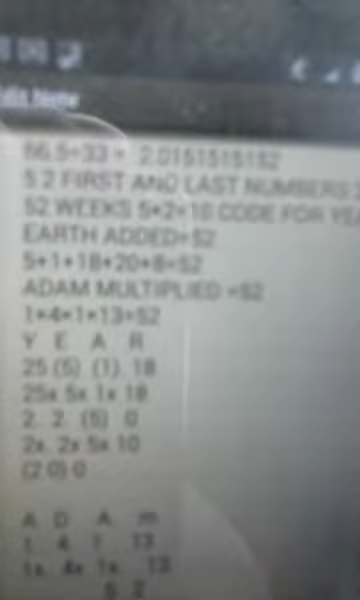 Edit Note
66.5÷33 = 2.0151515152
5 2 FIRST AND LAST NUMBERS
52 WEEKS 5×2=10 CODE FOR
EARTH ADDED=52
5+1+18+20+8=52
ADAM MULTIPLIED =52
1×4×1×13=52
Y E A R
25 (5) (1) 18
25x 5x 1x 18
2. 2 (5) 0
2x. 2x 5x 10
(2 0) 0
A D A m
1. 4 1 13
1x. 4x 1x. 13
5 2